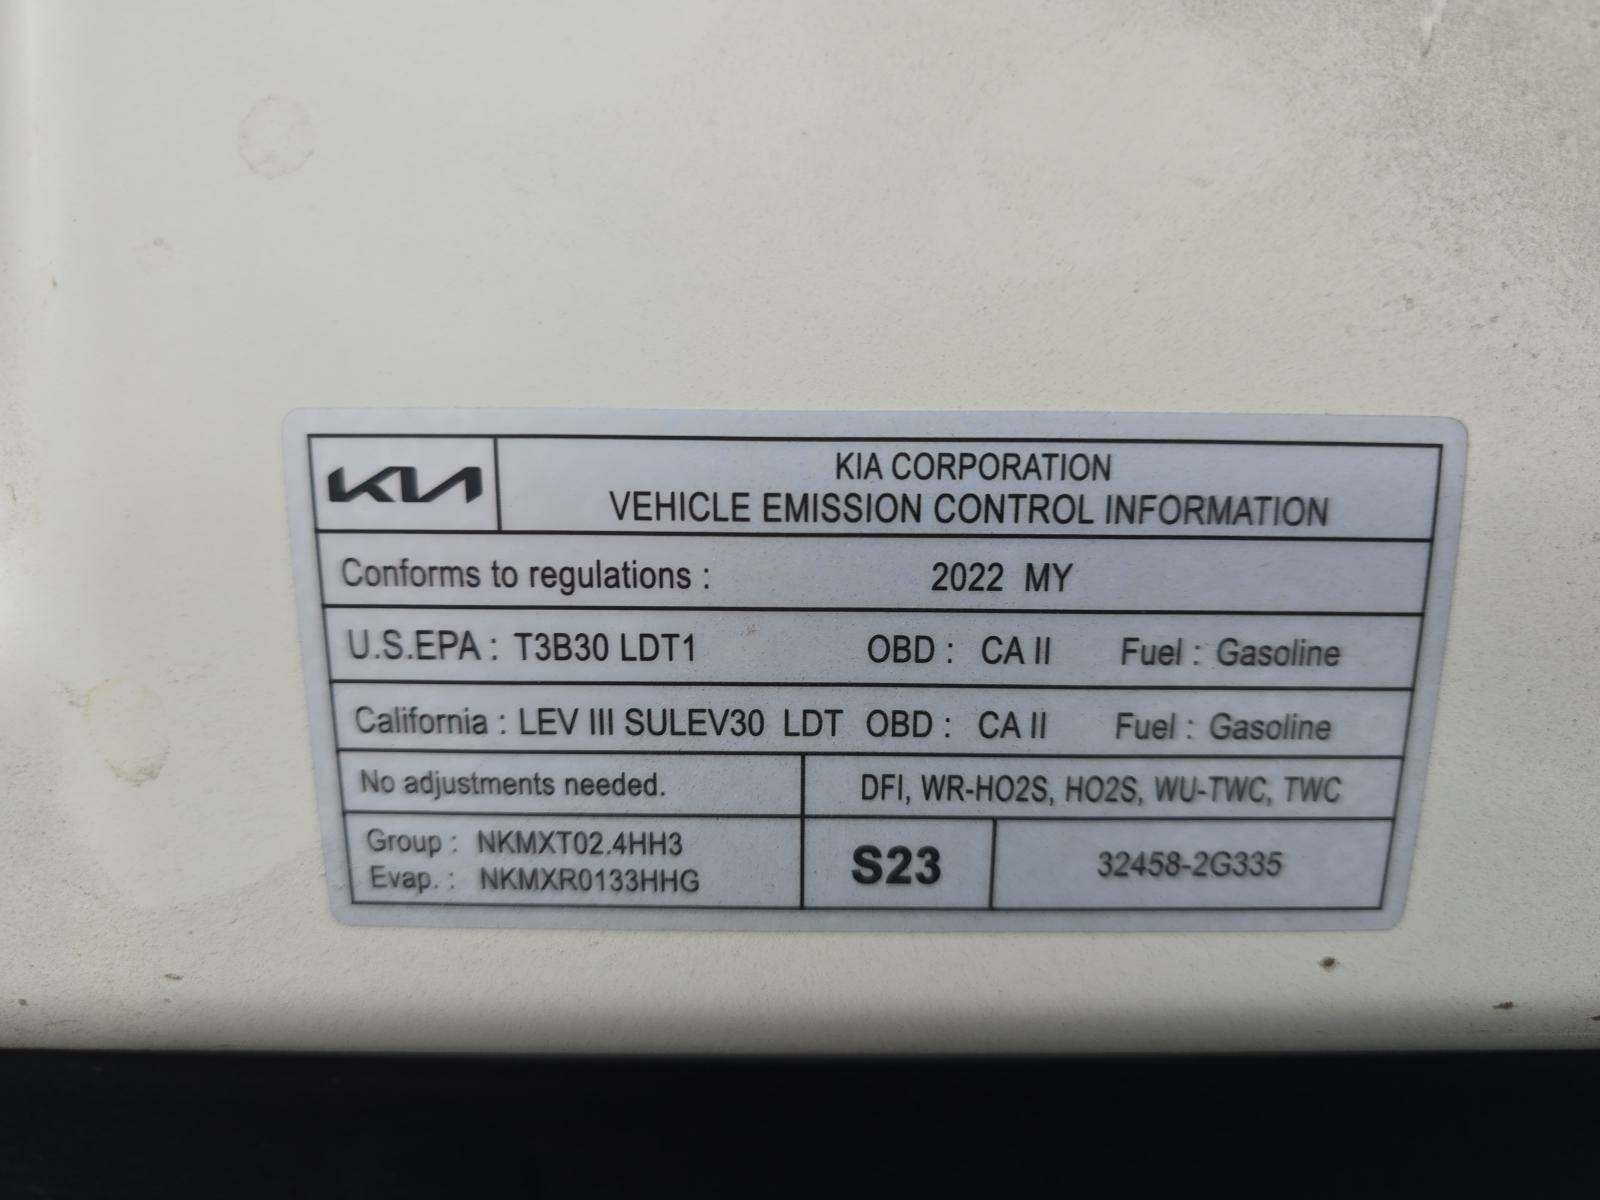 KIA
KIA CORPORATION
VEHICLE EMISSION CONTROL INFORMATION
Conforms to regulations : 2022 MY
U.S.EPA : T3B30 LDT1 OBD : CA II Fuel : Gasoline
California : LEV III SULEV30 LDT OBD : CA II Fuel : Gasoline
No adjustments needed. DFI, WR-HO2S, HO2S, WU-TWC, TWC
Group : NKMXT02.4HH3
Evap. : NKMXR0133HHG
S23
32458-2G335